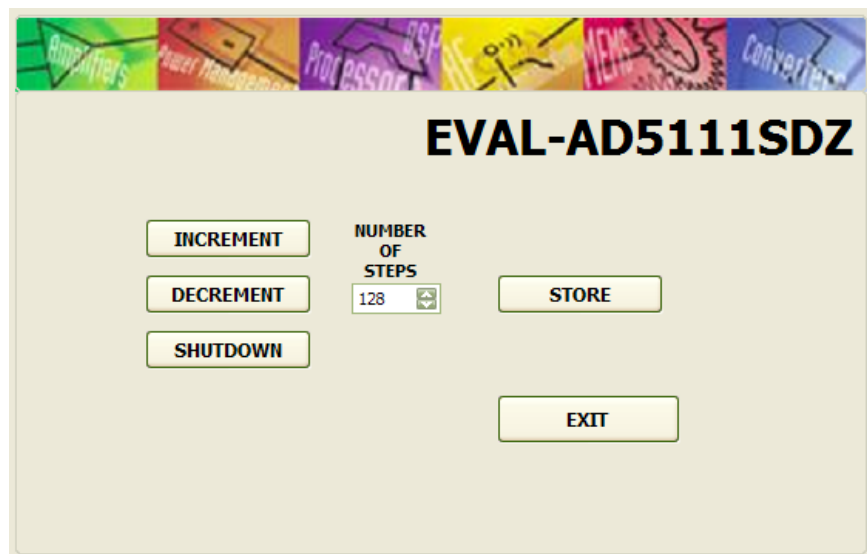 Amplifiers
Power Management
Processor
DSP
RF
MEMS
Converters
EVAL-AD5111SDZ
INCREMENT
NUMBER
OF
STEPS
DECREMENT
128
STORE
SHUTDOWN
EXIT